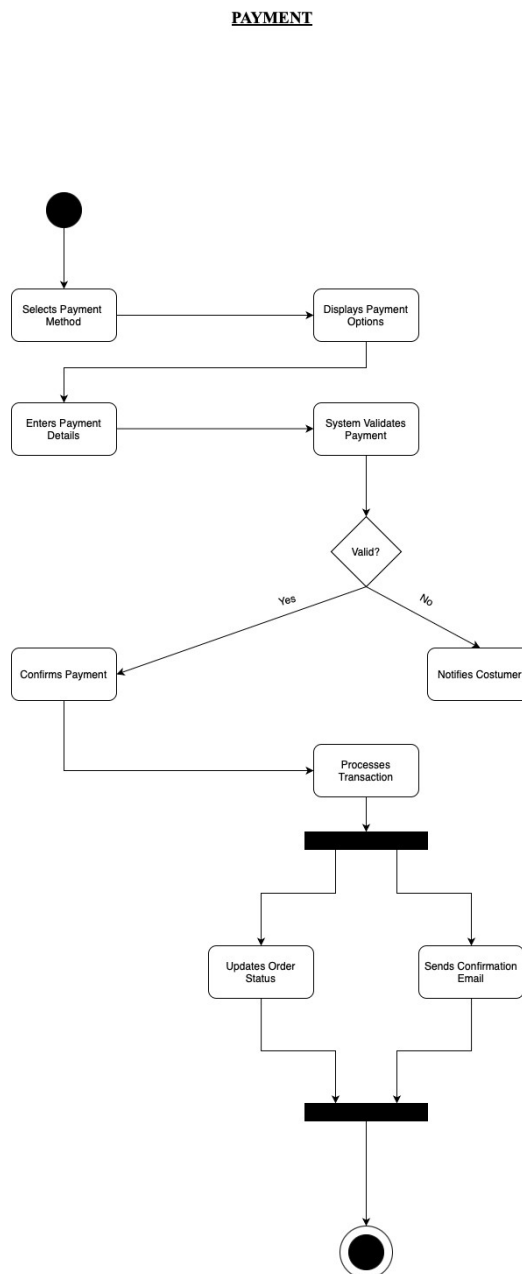 PAYMENT
Selects Payment
Method
Displays Payment
Options
Enters Payment
Details
System Validates
Payment
Valid?
Yes
No
Confirms Payment
Notifies Costumer
Processes
Transaction
Updates Order
Status
Sends Confirmation
Email